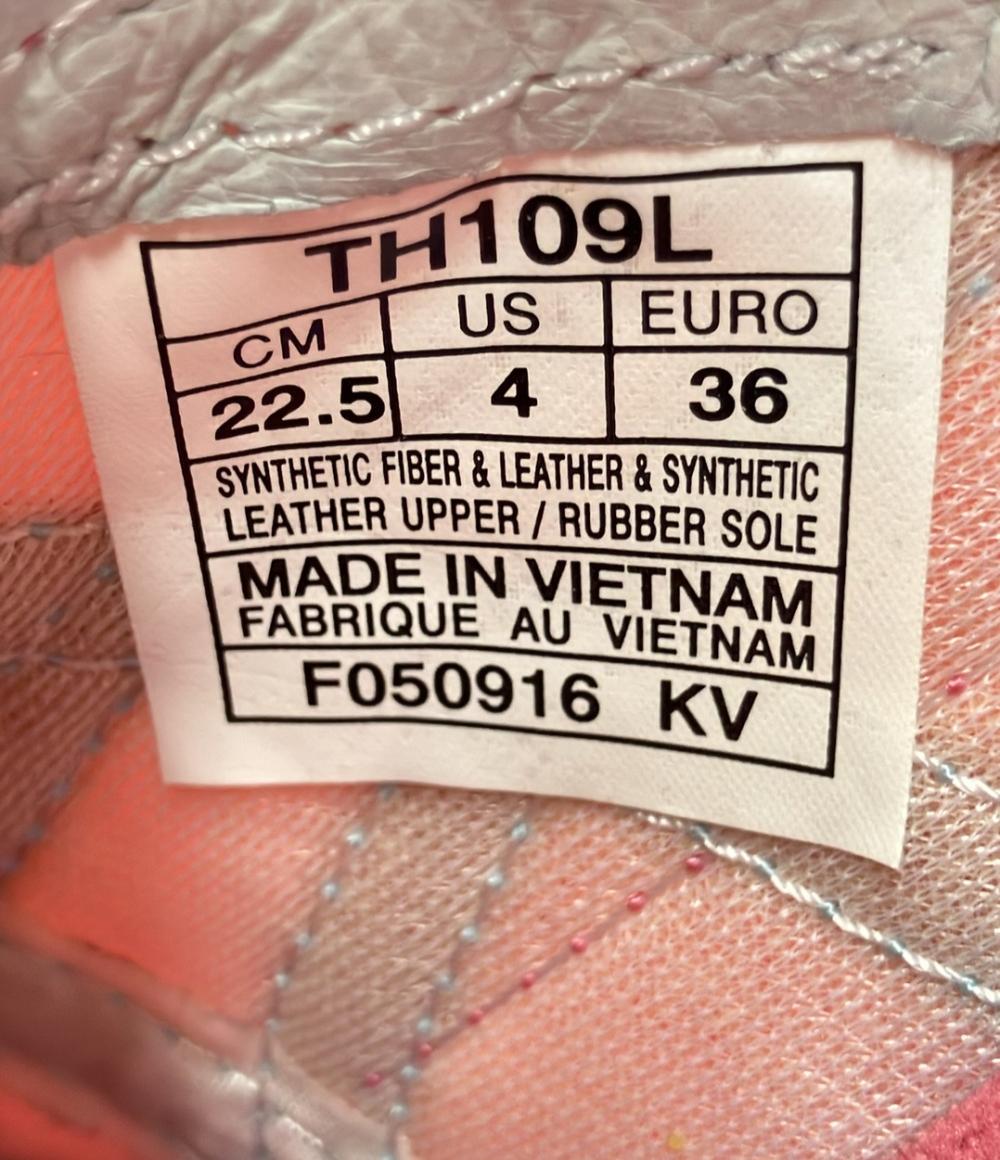 TH109L
CM US EURO
22.5 4 36
SYNTHETIC FIBER & LEATHER & SYNTHETIC
LEATHER UPPER / RUBBER SOLE
MADE IN VIETNAM
FABRIQUE AU VIETNAM
F050916 KV